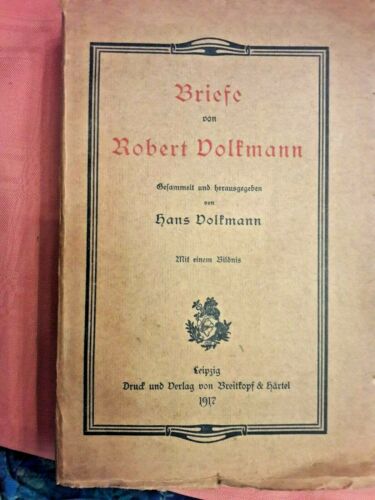 Briefe
von
Robert Volkmann
Gesammelt und herausgegeben
von
Hans Volkmann
Mit einem Bildnis
Leipzig
Druck und Verlag von Breitkopf & Härtel
1917